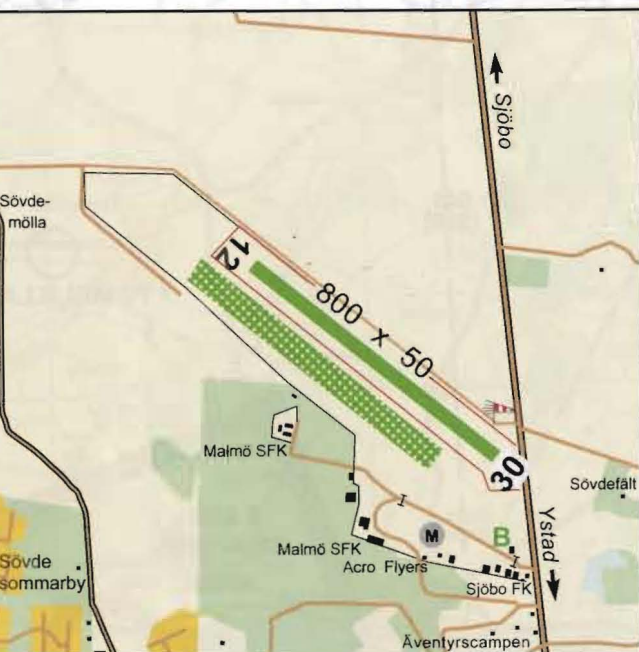 Sjöbo
Sövde-
mölla
12
800 x 50
Malmö SFK
30
Sövdefält
M
B
Ystad
Malmö SFK
Acro Flyers
Sjöbo FK
Sövde
sommarby
Äventyrscampen